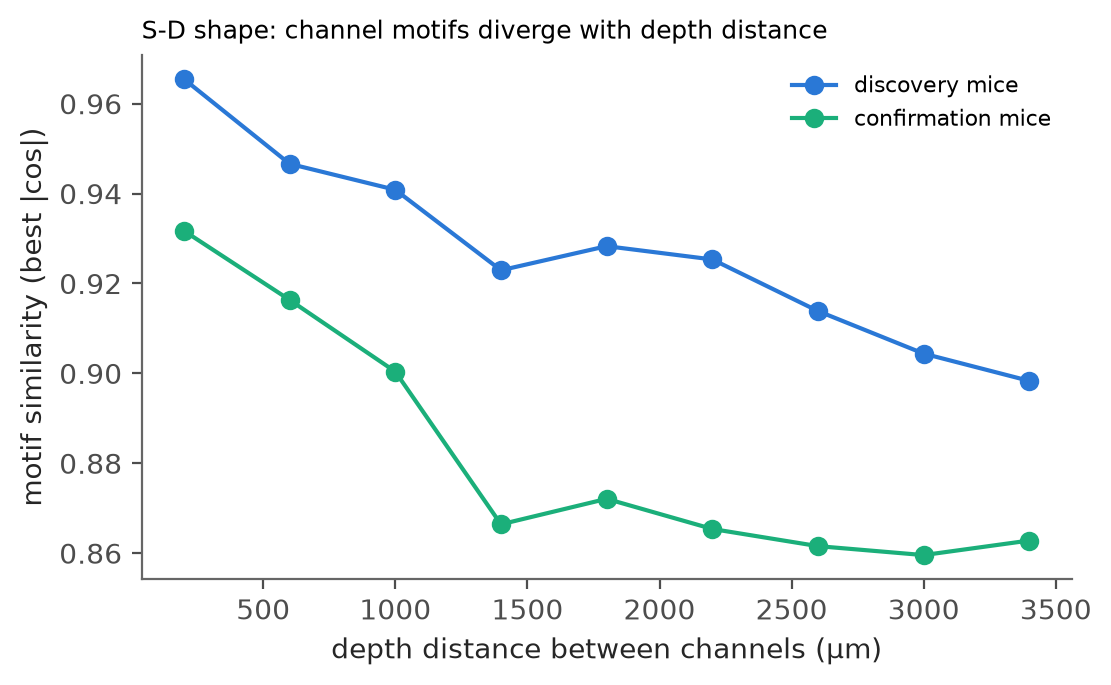 S-D shape: channel motifs diverge with depth distance
discovery mice
confirmation mice
motif similarity (best |cos|)
0.96
0.94
0.92
0.90
0.88
0.86
500 1000 1500 2000 2500 3000 3500
depth distance between channels (µm)